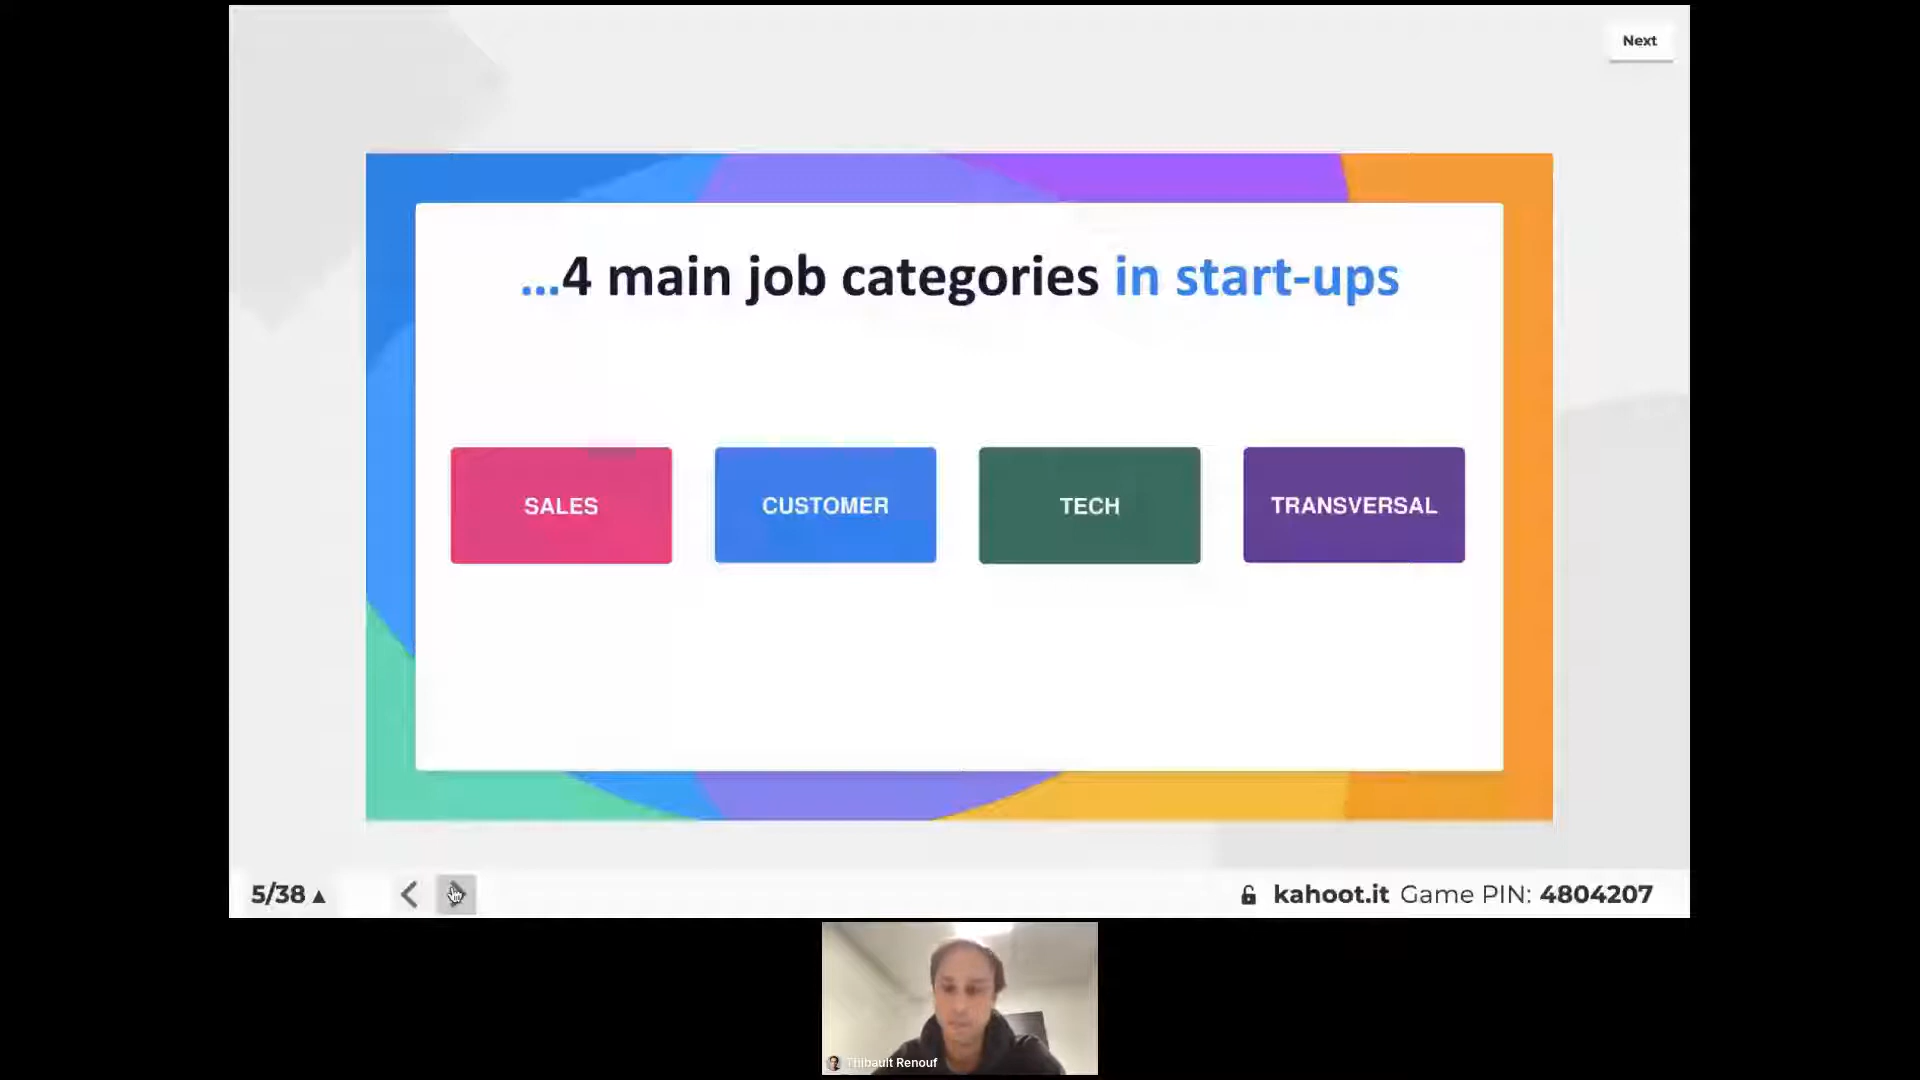 Next
...4 main job categories in start-ups
SALES
CUSTOMER
TECH
TRANSVERSAL
5/38 ▲
kahoot.it Game PIN: 4804207
Thibault Renouf